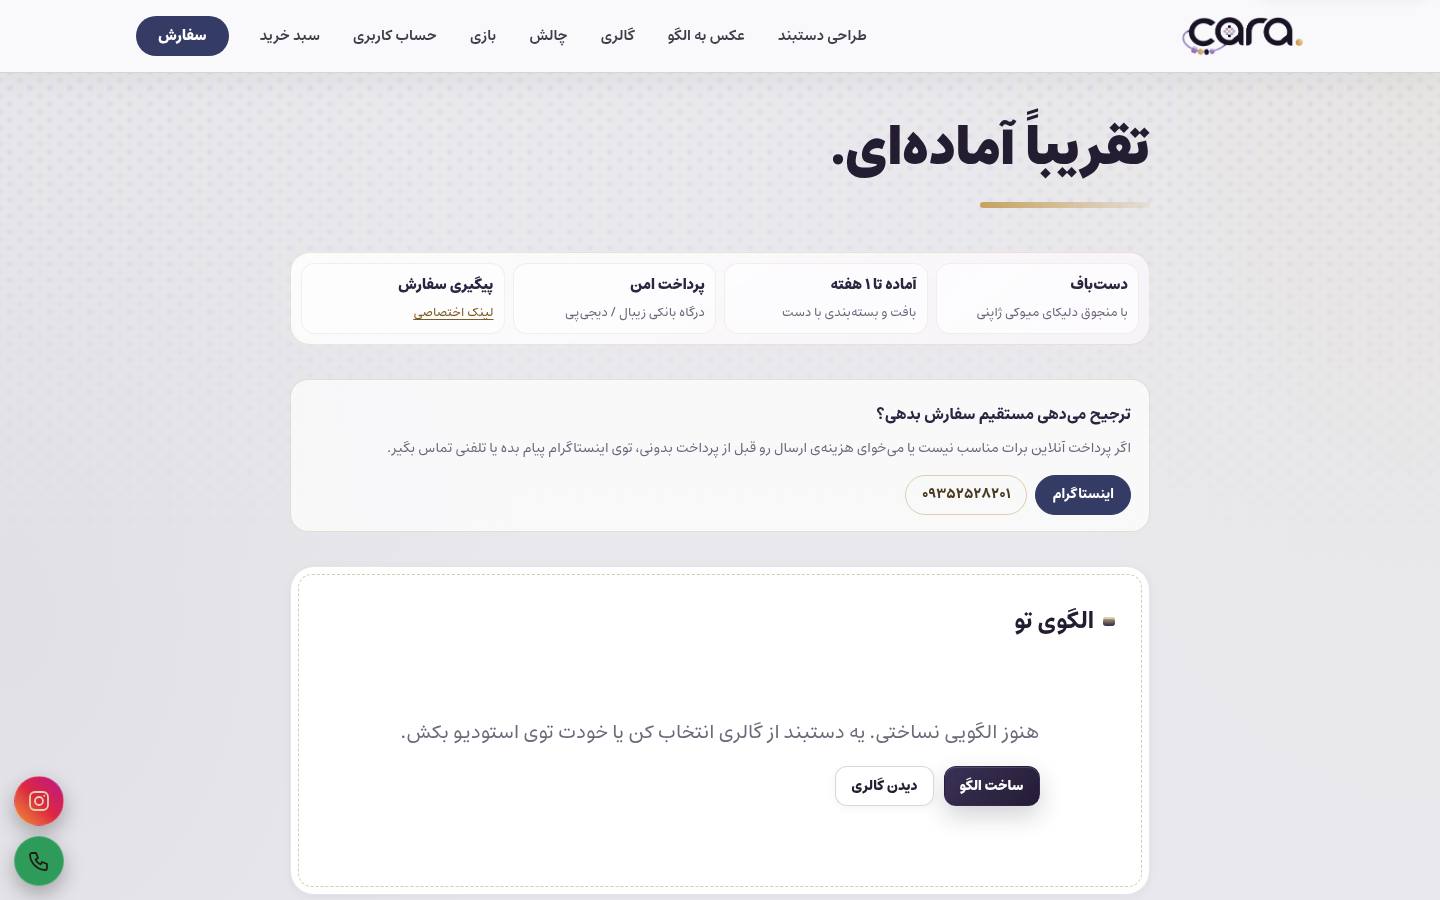 cara.
طراحی دستبند
عکس به الگو
گالری
چالش
بازی
حساب کاربری
سبد خرید
سفارش
تقریباً آماده‌ای.
دست‌باف
با منجوق دلیکای میوکی ژاپنی
آماده تا ۱ هفته
بافت و بسته‌بندی با دست
پرداخت امن
درگاه بانکی زیبال / دیجی‌پی
پیگیری سفارش
لینک اختصاصی
ترجیح می‌دهی مستقیم سفارش بدهی؟
اگر پرداخت آنلاین برات مناسب نیست یا می‌خوای هزینه‌ی ارسال رو قبل از پرداخت بدونی، توی اینستاگرام پیام بده یا تلفنی تماس بگیر.
اینستاگرام
۰۹۳۵۲۵۲۸۲۰۱
الگوی تو
هنوز الگویی نساختی. یه دستبند از گالری انتخاب کن یا خودت توی استودیو بکش.
ساخت الگو
دیدن گالری